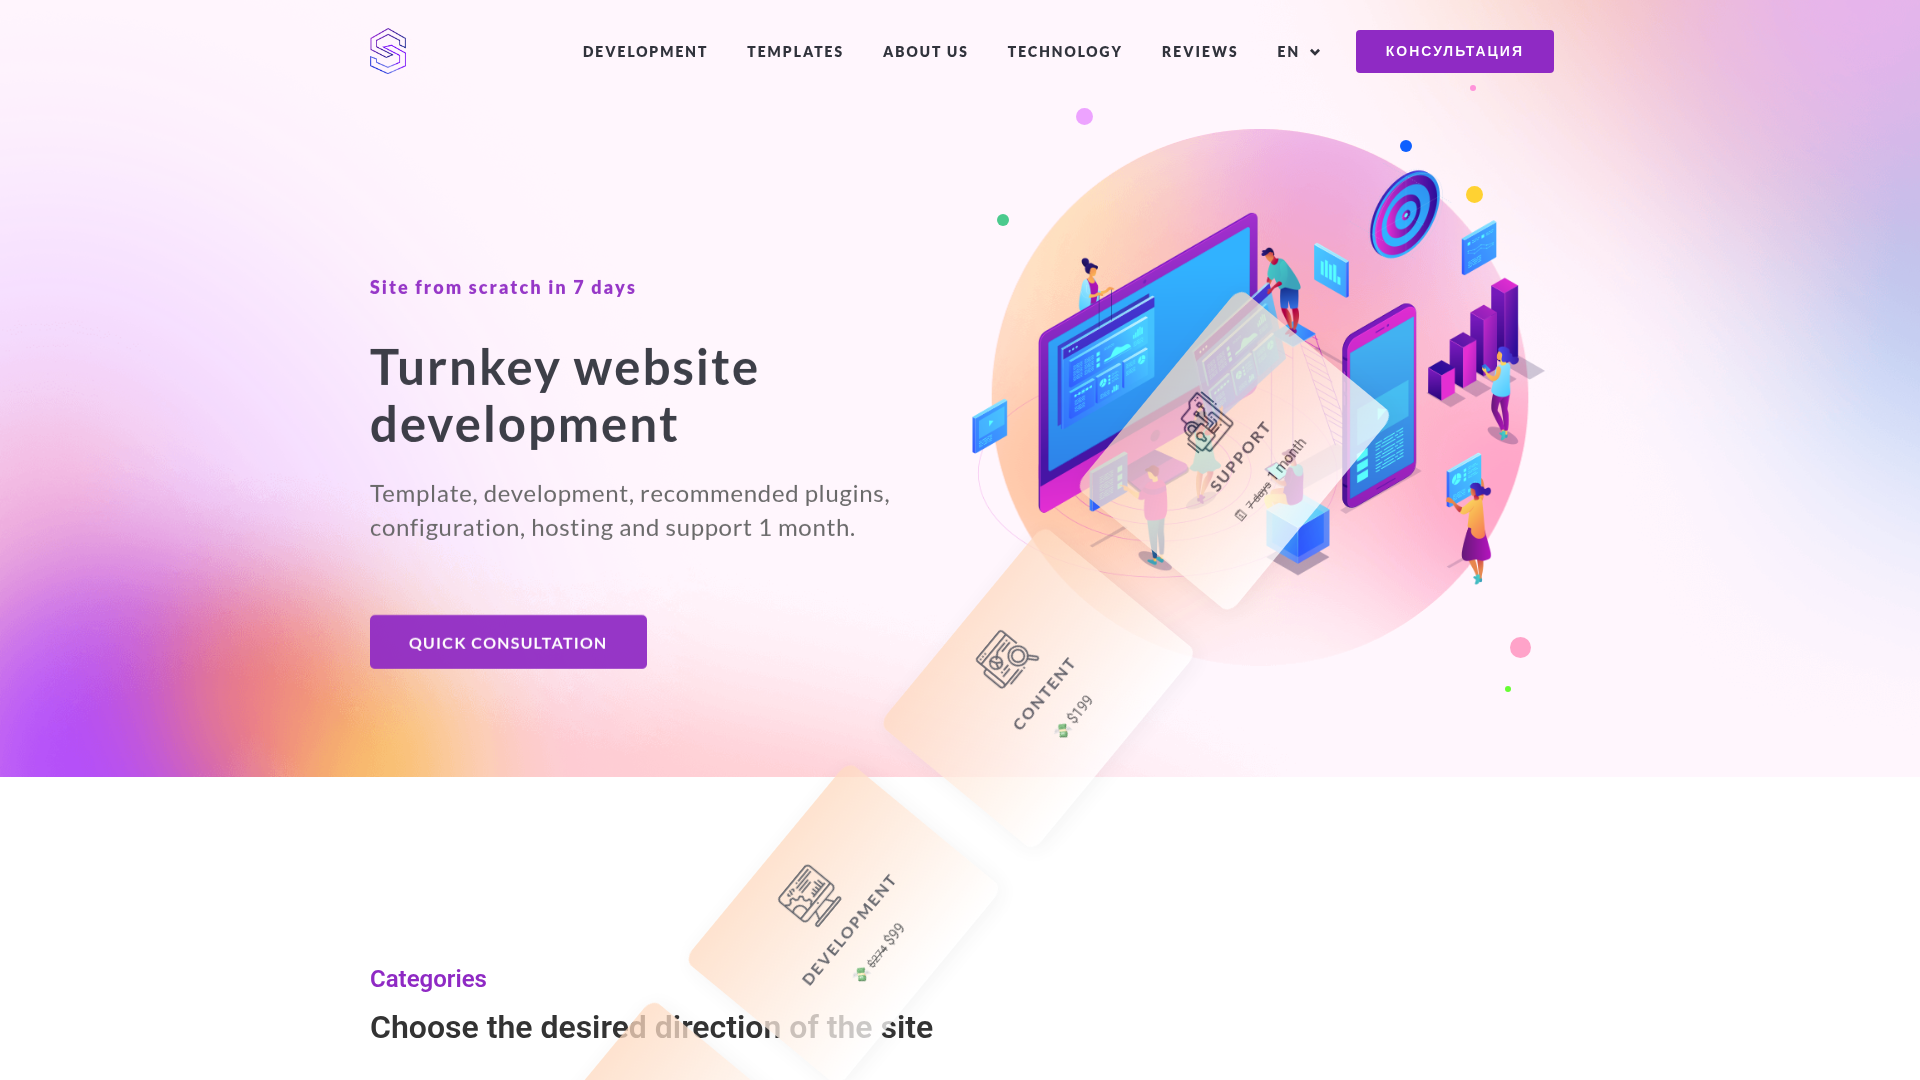 DEVELOPMENT
TEMPLATES
ABOUT US
TECHNOLOGY
REVIEWS
EN
КОНСУЛЬТАЦИЯ
Site from scratch in 7 days
Turnkey website
development
Template, development, recommended plugins,
configuration, hosting and support 1 month.
QUICK CONSULTATION
SUPPORT
7 days 1 month
CONTENT
$199
DEVELOPMENT
$274 $99
Categories
Choose the desired direction of the site